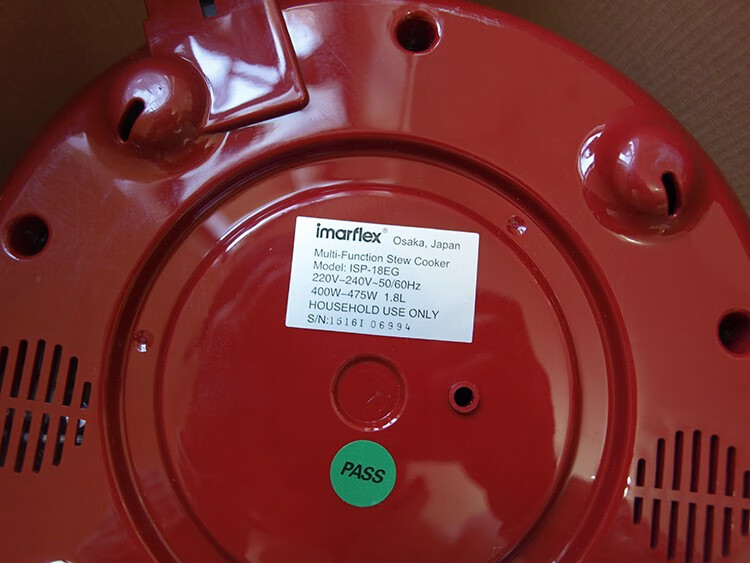 imarflex® Osaka, Japan
Multi-Function Stew Cooker
Model: ISP-18EG
220V~240V~50/60Hz
400W~475W 1.8L
HOUSEHOLD USE ONLY
S/N:15161 06994
PASS